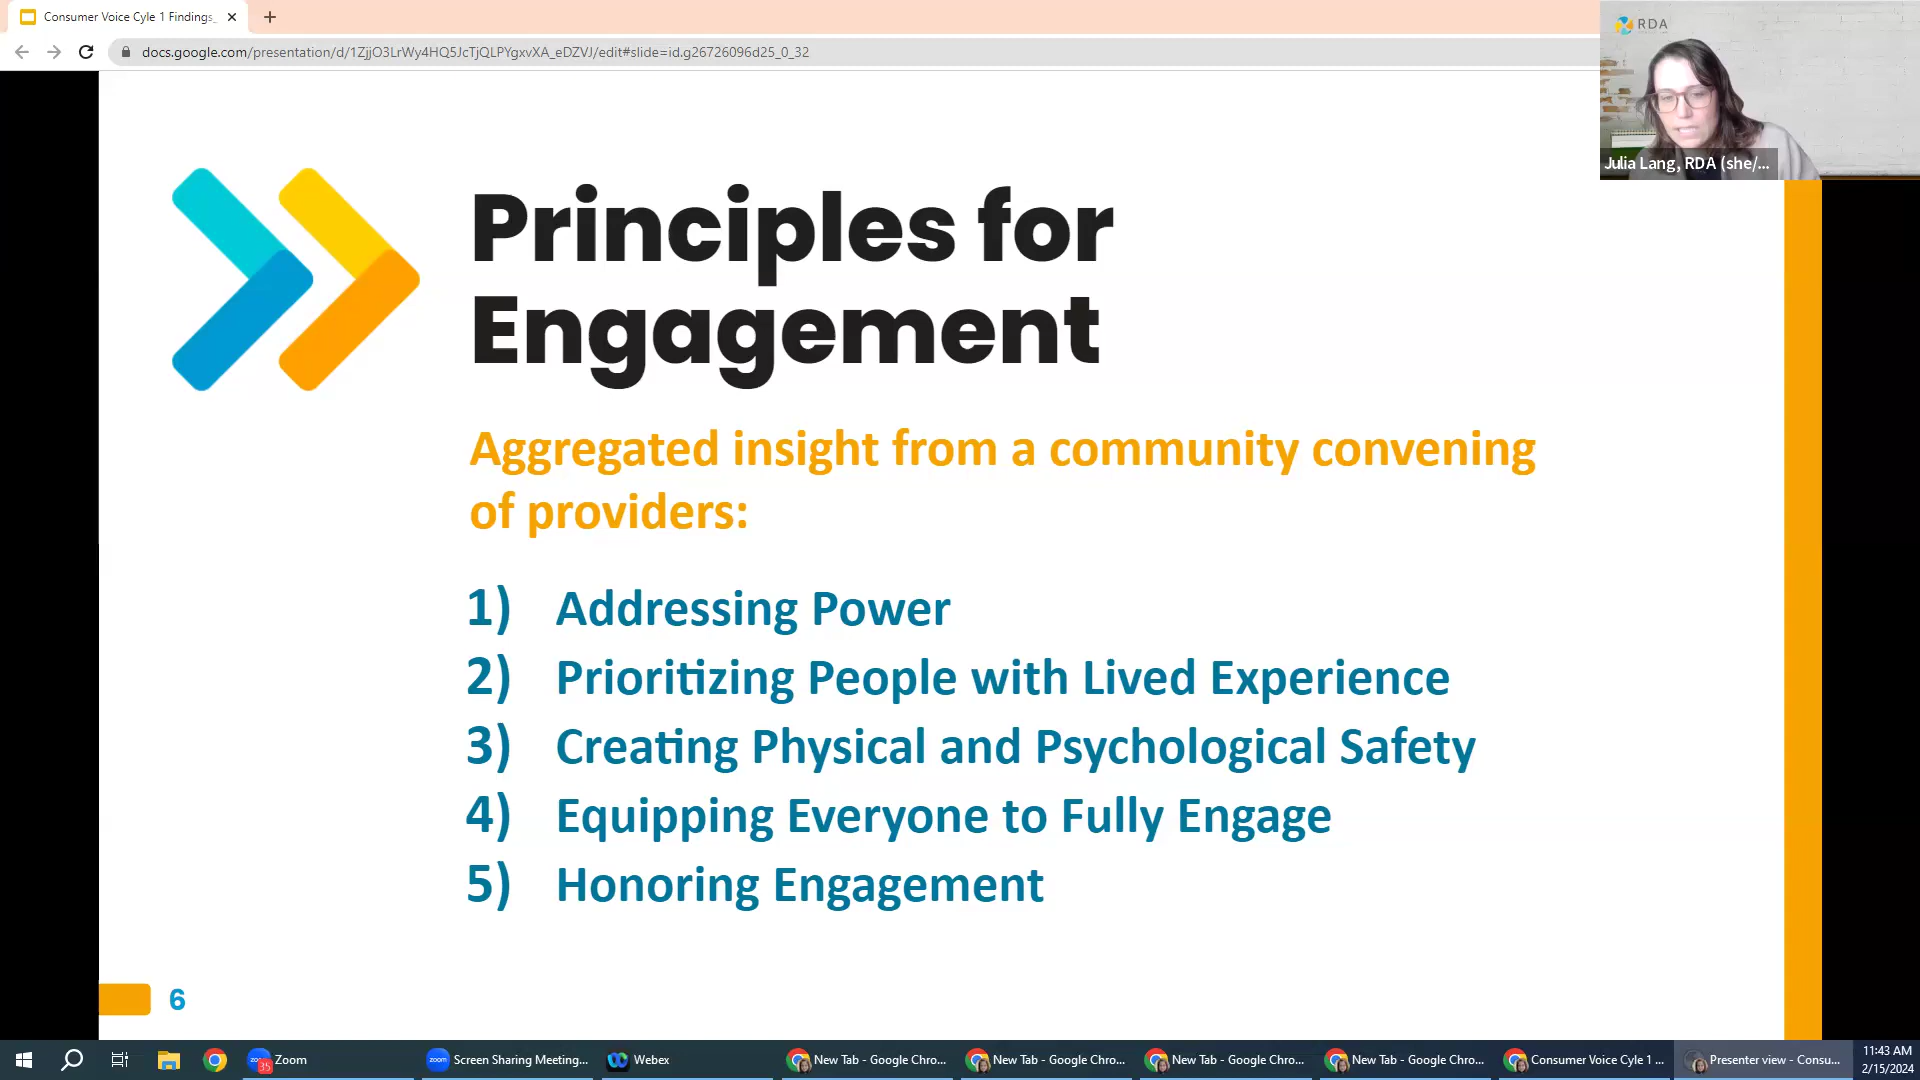 Consumer Voice Cyle 1 Findings_
docs.google.com/presentation/d/1ZjjO3LrWy4HQ5JcTjQLPYgxvXA_eDZVJ/edit#slide=id.g26726096d25_0_32
RDA
Julia Lang, RDA (she/...
Principles for
Engagement
Aggregated insight from a community convening
of providers:
1) Addressing Power
2) Prioritizing People with Lived Experience
3) Creating Physical and Psychological Safety
4) Equipping Everyone to Fully Engage
5) Honoring Engagement
6
zoom 35 Zoom
zoom Screen Sharing Meeting...
Webex
New Tab - Google Chro...
New Tab - Google Chro...
New Tab - Google Chro...
New Tab - Google Chro...
Consumer Voice Cyle 1 ...
Presenter view - Consu...
11:43 AM
2/15/2024